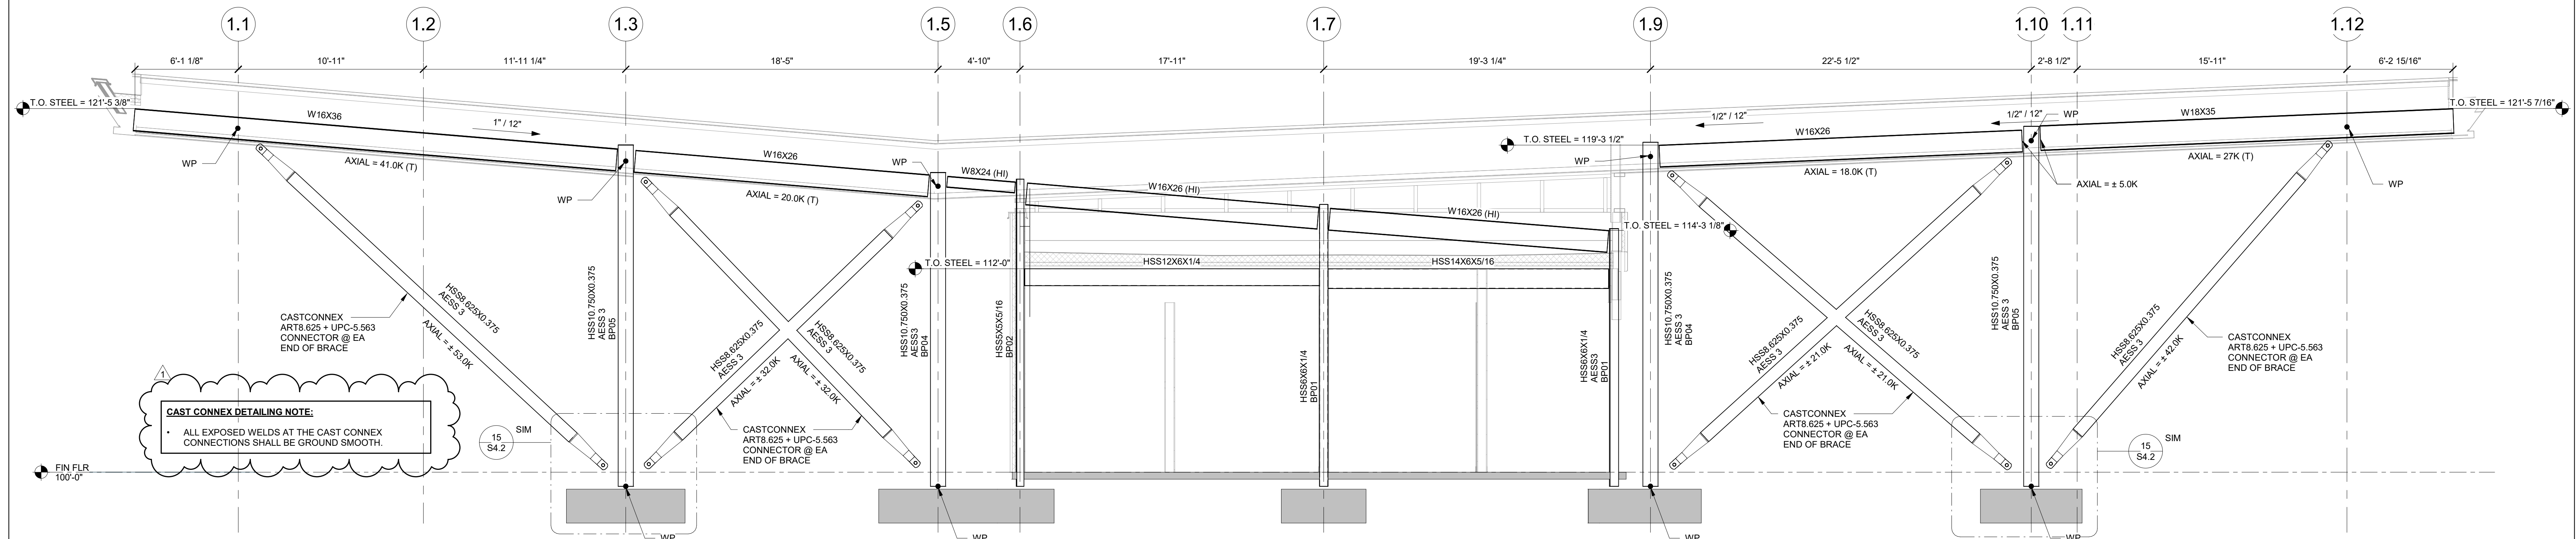 1.1
1.2
1.3
1.5
1.6
1.7
1.9
1.10
1.11
1.12
6'-1 1/8"
10'-11"
11'-11 1/4"
18'-5"
4'-10"
17'-11"
19'-3 1/4"
22'-5 1/2"
2'-8 1/2"
15'-11"
6'-2 15/16"
T.O. STEEL = 121'-5 3/8"
W16X36
1" / 12"
WP
AXIAL = 41.0K (T)
WP
W16X26
AXIAL = 20.0K (T)
WP
W8X24 (HI)
W16X26 (HI)
W16X26 (HI)
T.O. STEEL = 119'-3 1/2"
WP
1/2" / 12"
W16X26
AXIAL = 18.0K (T)
1/2" / 12"
WP
W18X35
T.O. STEEL = 121'-5 7/16"
AXIAL = 27K (T)
AXIAL = ± 5.0K
WP
T.O. STEEL = 114'-3 1/8"
T.O. STEEL = 112'-0"
HSS12X6X1/4
HSS14X6X5/16
HSS8.625X0.375
AESS 3
AXIAL = ± 53.0K
CASTCONNEX
ART8.625 + UPC-5.563
CONNECTOR @ EA
END OF BRACE
HSS10.750X0.375
AESS 3
BP05
HSS8.625X0.375
AESS 3
AXIAL = ± 32.0K
HSS8.625X0.375
AESS 3
AXIAL = ± 32.0K
CASTCONNEX
ART8.625 + UPC-5.563
CONNECTOR @ EA
END OF BRACE
HSS10.750X0.375
AESS3
BP04
HSS5X5X5/16
BP02
HSS6X6X1/4
BP01
HSS6X6X1/4
AESS3
BP01
HSS10.750X0.375
AESS 3
BP04
HSS8.625X0.375
AESS 3
AXIAL = ± 21.0K
HSS8.625X0.375
AESS 3
AXIAL = ± 21.0K
CASTCONNEX
ART8.625 + UPC-5.563
CONNECTOR @ EA
END OF BRACE
HSS10.750X0.375
AESS 3
BP05
HSS8.625X0.375
AESS 3
AXIAL = ± 42.0K
CASTCONNEX
ART8.625 + UPC-5.563
CONNECTOR @ EA
END OF BRACE
1
CAST CONNEX DETAILING NOTE:
• ALL EXPOSED WELDS AT THE CAST CONNEX
CONNECTIONS SHALL BE GROUND SMOOTH.
15
S4.2
SIM
15
S4.2
SIM
FIN FLR
100'-0"
WP
WP
WP
WP